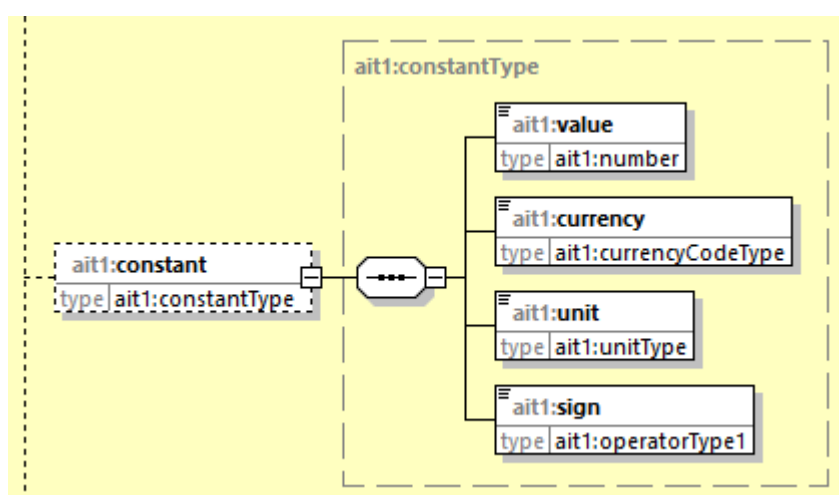 ait1:constantType
ait1:value
type ait1:number
ait1:currency
type ait1:currencyCodeType
ait1:constant
type ait1:constantType
ait1:unit
type ait1:unitType
ait1:sign
type ait1:operatorType1